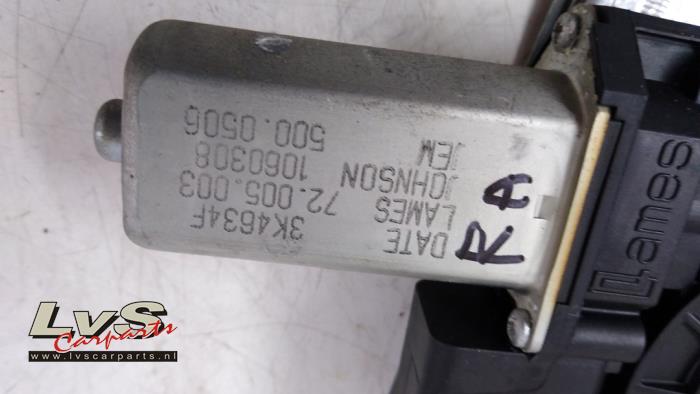 DATE 3K4634F
LAMES 72.005.003
JOHNSON 1060308
JEM 500.0506
R A
Lames
LvS
Carparts
www.lvscarparts.nl